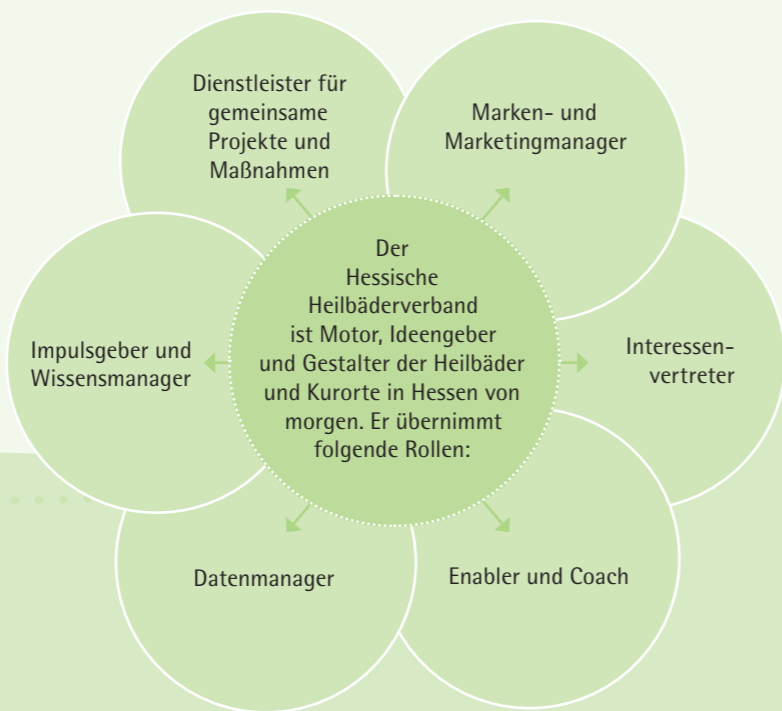 Dienstleister für
gemeinsame
Projekte und
Maßnahmen
Marken- und
Marketingmanager
Der
Hessische
Heilbäderverband
ist Motor, Ideengeber
und Gestalter der Heilbäder
und Kurorte in Hessen von
morgen. Er übernimmt
folgende Rollen:
Impulsgeber und
Wissensmanager
Interessen-
vertreter
Datenmanager
Enabler und Coach